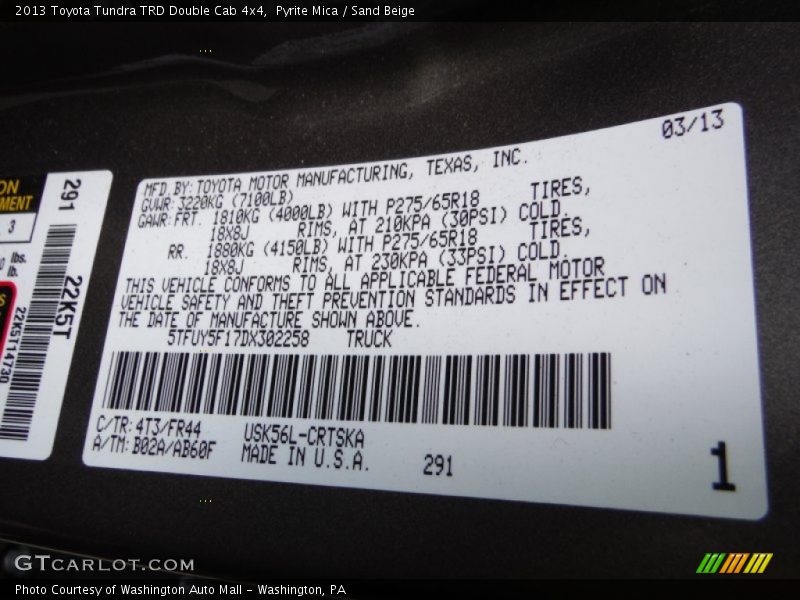 2013 Toyota Tundra TRD Double Cab 4x4, Pyrite Mica / Sand Beige
03/13
MFD. BY: TOYOTA MOTOR MANUFACTURING, TEXAS, INC.
GVWR: 3220KG (7100LB)
GAWR: FRT. 1810KG (4000LB) WITH P275/65R18 TIRES,
18X8J RIMS, AT 210KPA (30PSI) COLD.
RR. 1880KG (4150LB) WITH P275/65R18 TIRES,
18X8J RIMS, AT 230KPA (33PSI) COLD.
THIS VEHICLE CONFORMS TO ALL APPLICABLE FEDERAL MOTOR
VEHICLE SAFETY AND THEFT PREVENTION STANDARDS IN EFFECT ON
THE DATE OF MANUFACTURE SHOWN ABOVE.
5TFUY5F17DX302258 TRUCK
C/TR: 4T3/FR44 USK56L-CRTSKA
A/TM: B02A/AB60F MADE IN U.S.A. 291
1
ON
MENT
3
0 lbs.
lb.
S
291
22K5T
22K5T14730
GTCARLOT.COM
Photo Courtesy of Washington Auto Mall - Washington, PA